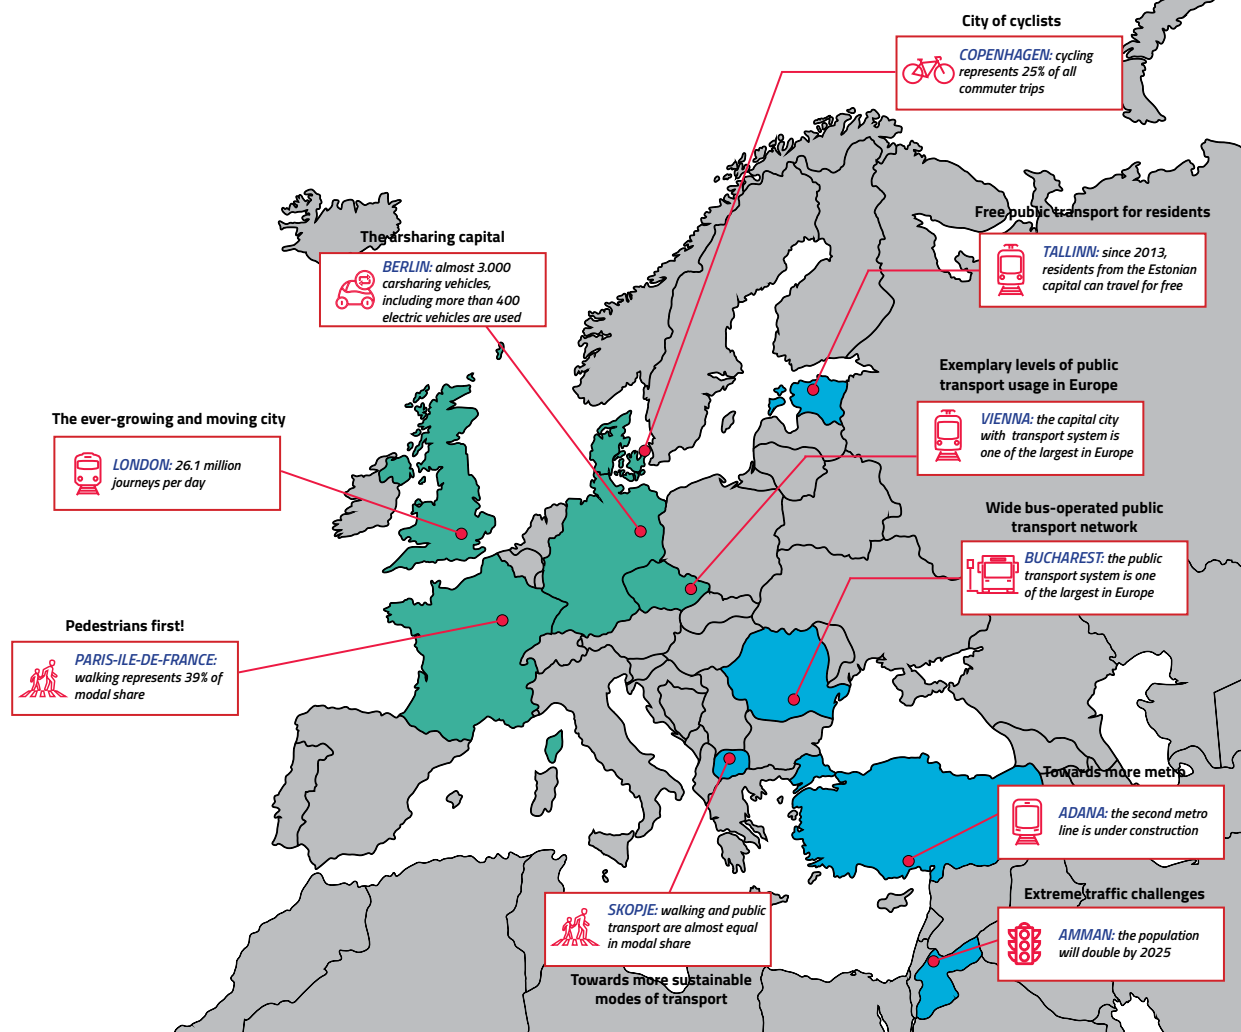 City of cyclists
COPENHAGEN: cycling
represents 25% of all
commuter trips
Free public transport for residents
TALLINN: since 2013,
residents from the Estonian
capital can travel for free
The arsharing capital
BERLIN: almost 3.000
carsharing vehicles,
including more than 400
electric vehicles are used
Exemplary levels of public
transport usage in Europe
VIENNA: the capital city
with transport system is
one of the largest in Europe
The ever-growing and moving city
LONDON: 26.1 million
journeys per day
Wide bus-operated public
transport network
BUCHAREST: the public
transport system is one
of the largest in Europe
Pedestrians first!
PARIS-ILE-DE-FRANCE:
walking represents 39% of
modal share
Towards more metro
ADANA: the second metro
line is under construction
SKOPJE: walking and public
transport are almost equal
in modal share
Towards more sustainable
modes of transport
Extreme traffic challenges
AMMAN: the population
will double by 2025